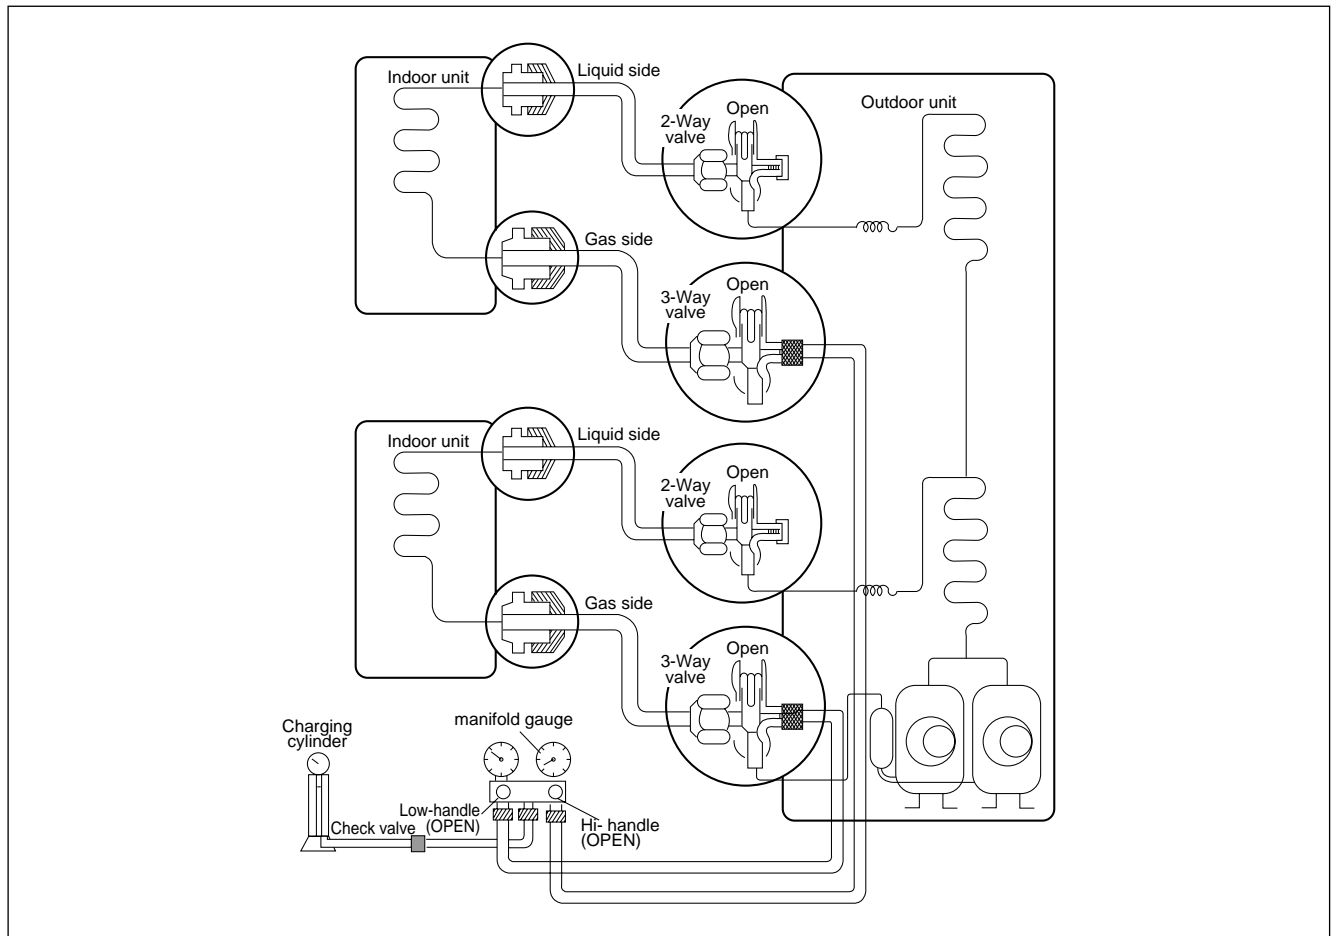 Indoor unit
Liquid side
Open
2-Way
valve
Outdoor unit
Gas side
Open
3-Way
valve
Indoor unit
Liquid side
Open
2-Way
valve
Gas side
Open
3-Way
valve
Charging
cylinder
manifold gauge
Low-handle
(OPEN)
Check valve
Hi- handle
(OPEN)